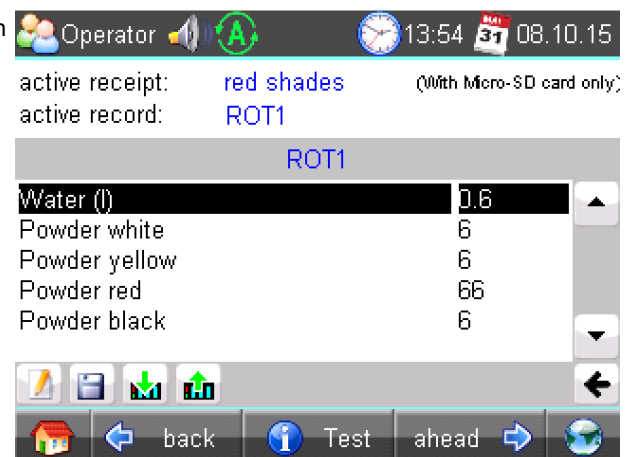 n
Operator A 13:54 31 08.10.15
active receipt: red shades (With Micro-SD card only)
active record: ROT1
ROT1
Water (l) 0.6
Powder white 6
Powder yellow 6
Powder red 66
Powder black 6
back i Test ahead